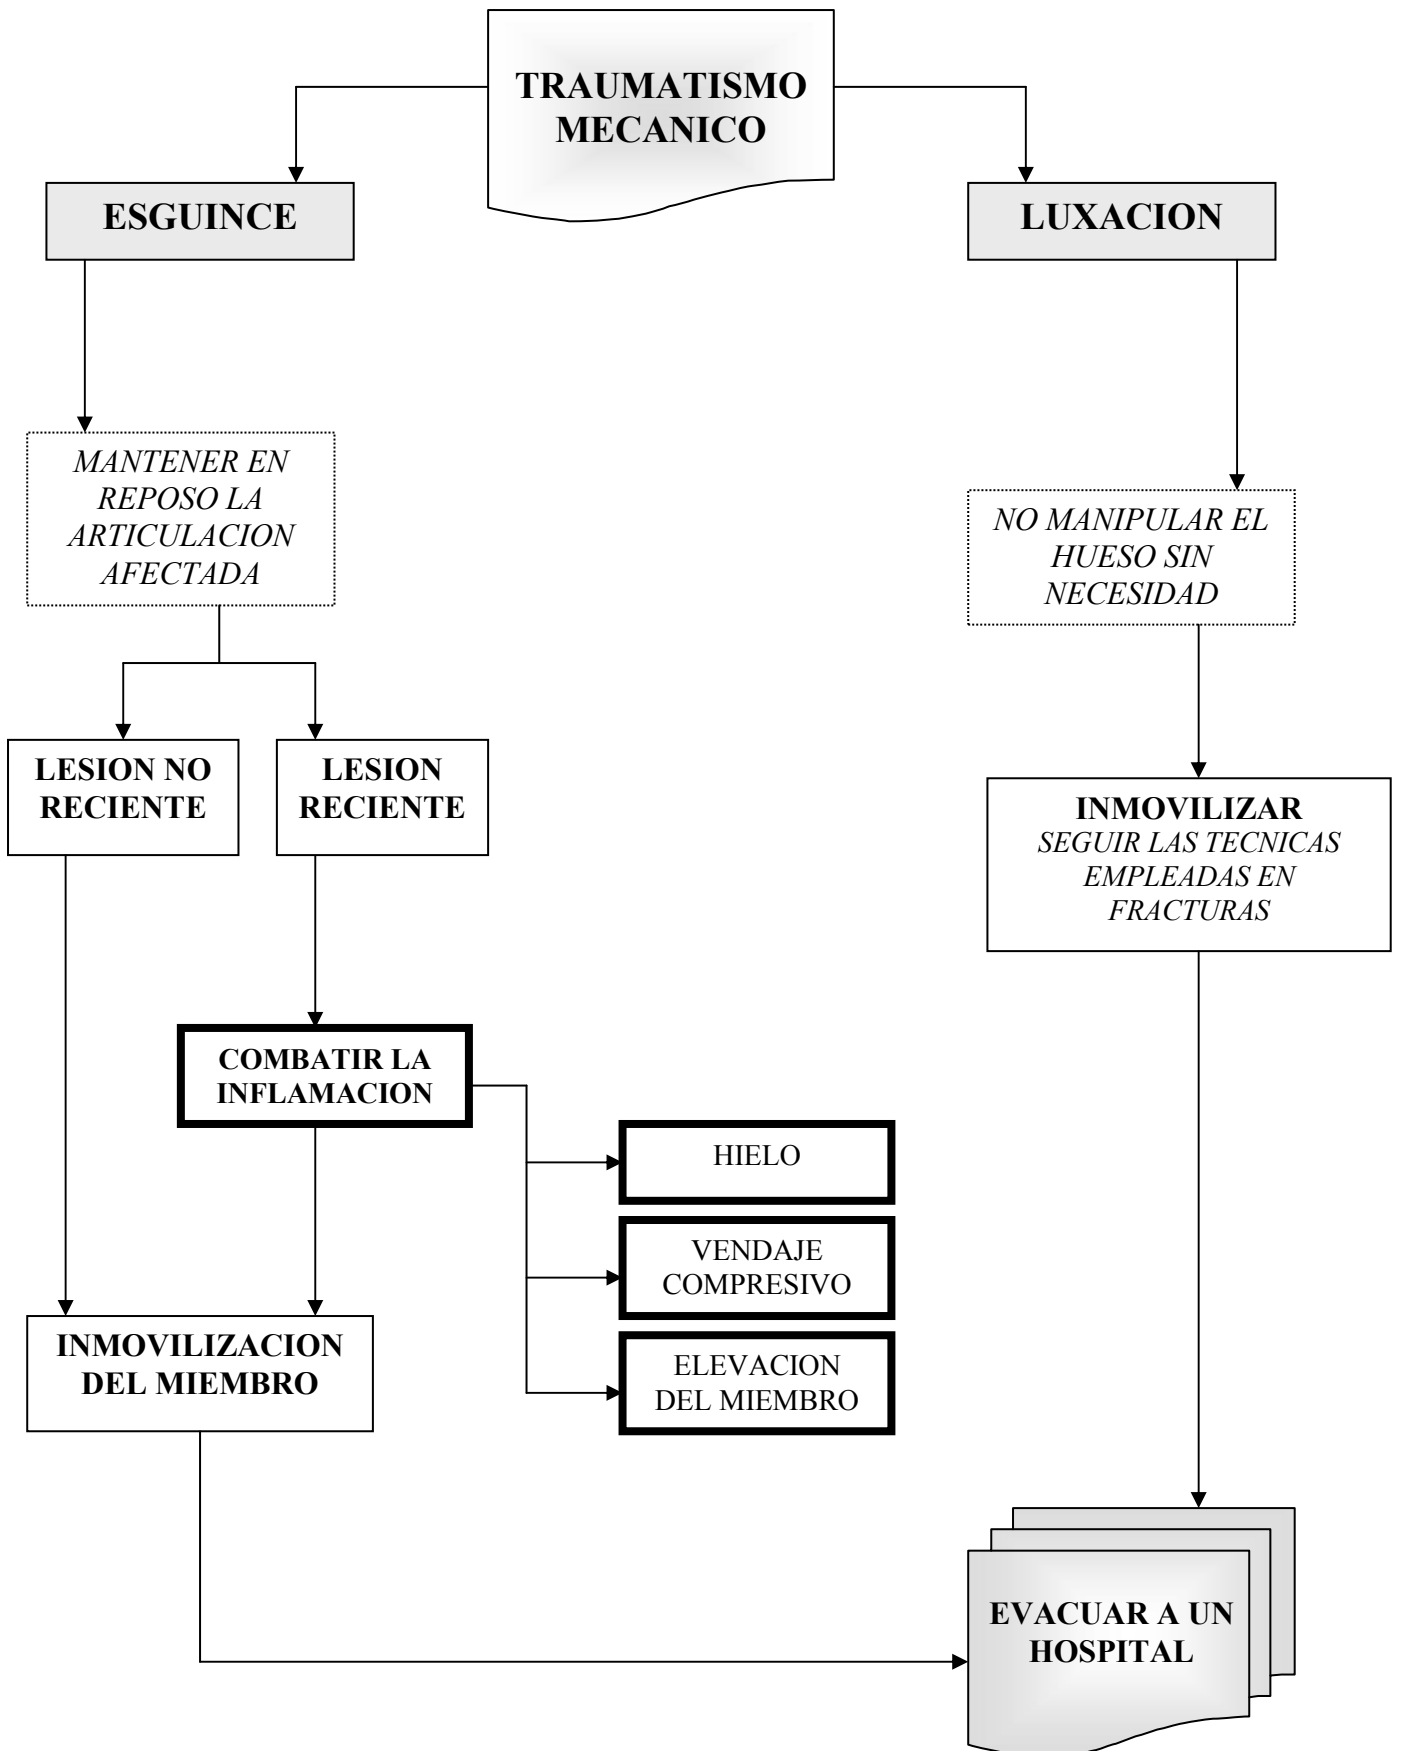 TRAUMATISMO
MECANICO
ESGUINCE
LUXACION
MANTENER EN
REPOSO LA
ARTICULACION
AFECTADA
NO MANIPULAR EL
HUESO SIN
NECESIDAD
LESION NO
RECIENTE
LESION
RECIENTE
INMOVILIZAR
SEGUIR LAS TECNICAS
EMPLEADAS EN
FRACTURAS
COMBATIR LA
INFLAMACION
HIELO
VENDAJE
COMPRESIVO
ELEVACION
DEL MIEMBRO
INMOVILIZACION
DEL MIEMBRO
EVACUAR A UN
HOSPITAL